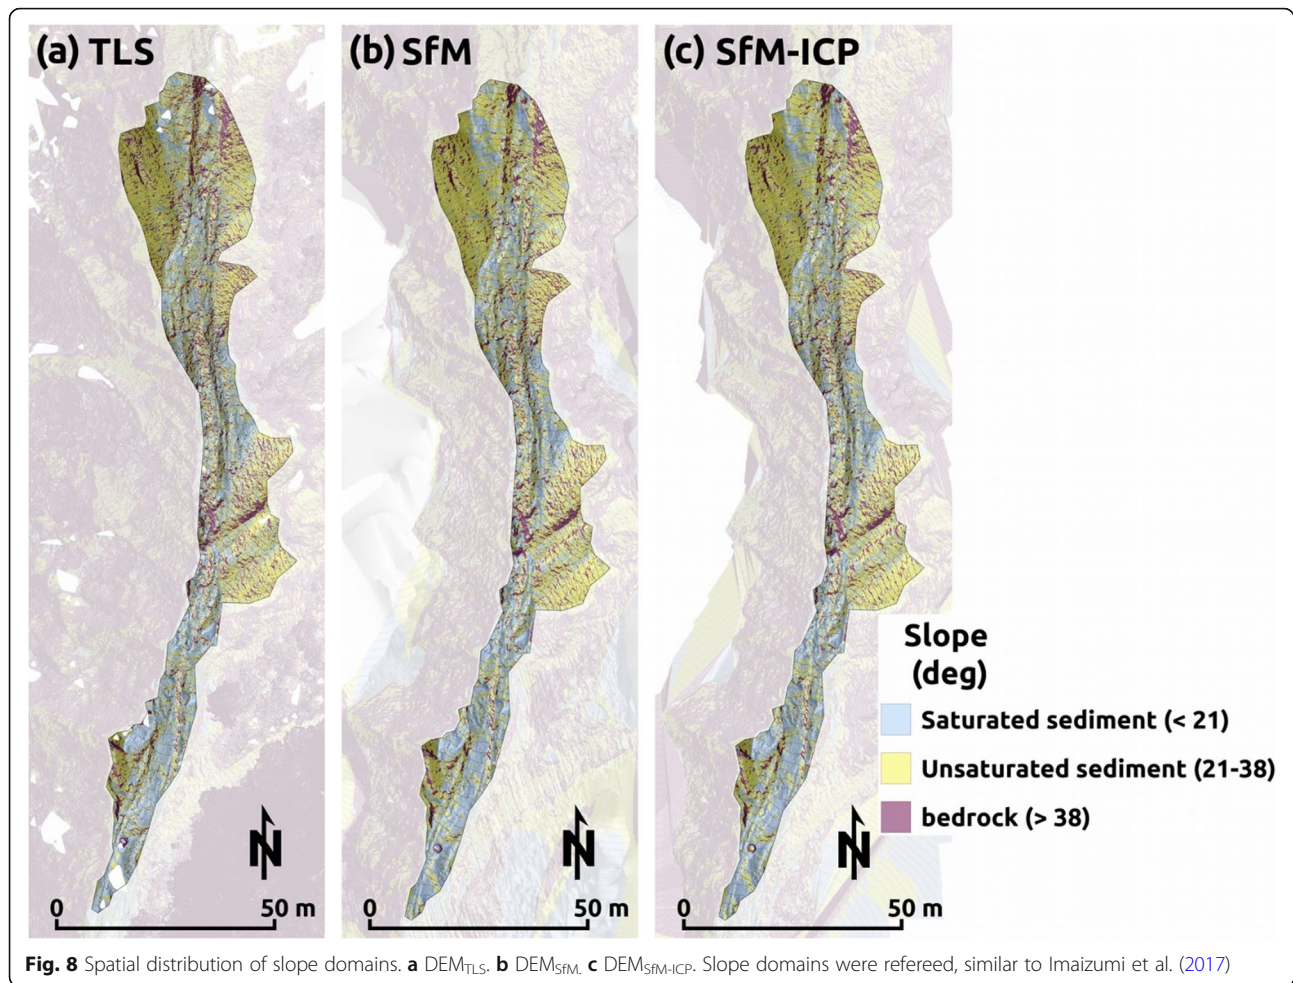 (a) TLS
(b) SfM
(c) SfM-ICP
Slope
(deg)
Saturated sediment (< 21)
Unsaturated sediment (21-38)
bedrock (> 38)
N
N
N
0 50 m
0 50 m
0 50 m
Fig. 8 Spatial distribution of slope domains. a DEMTLS. b DEMSfM. c DEMSfM-ICP. Slope domains were refereed, similar to Imaizumi et al. (2017)